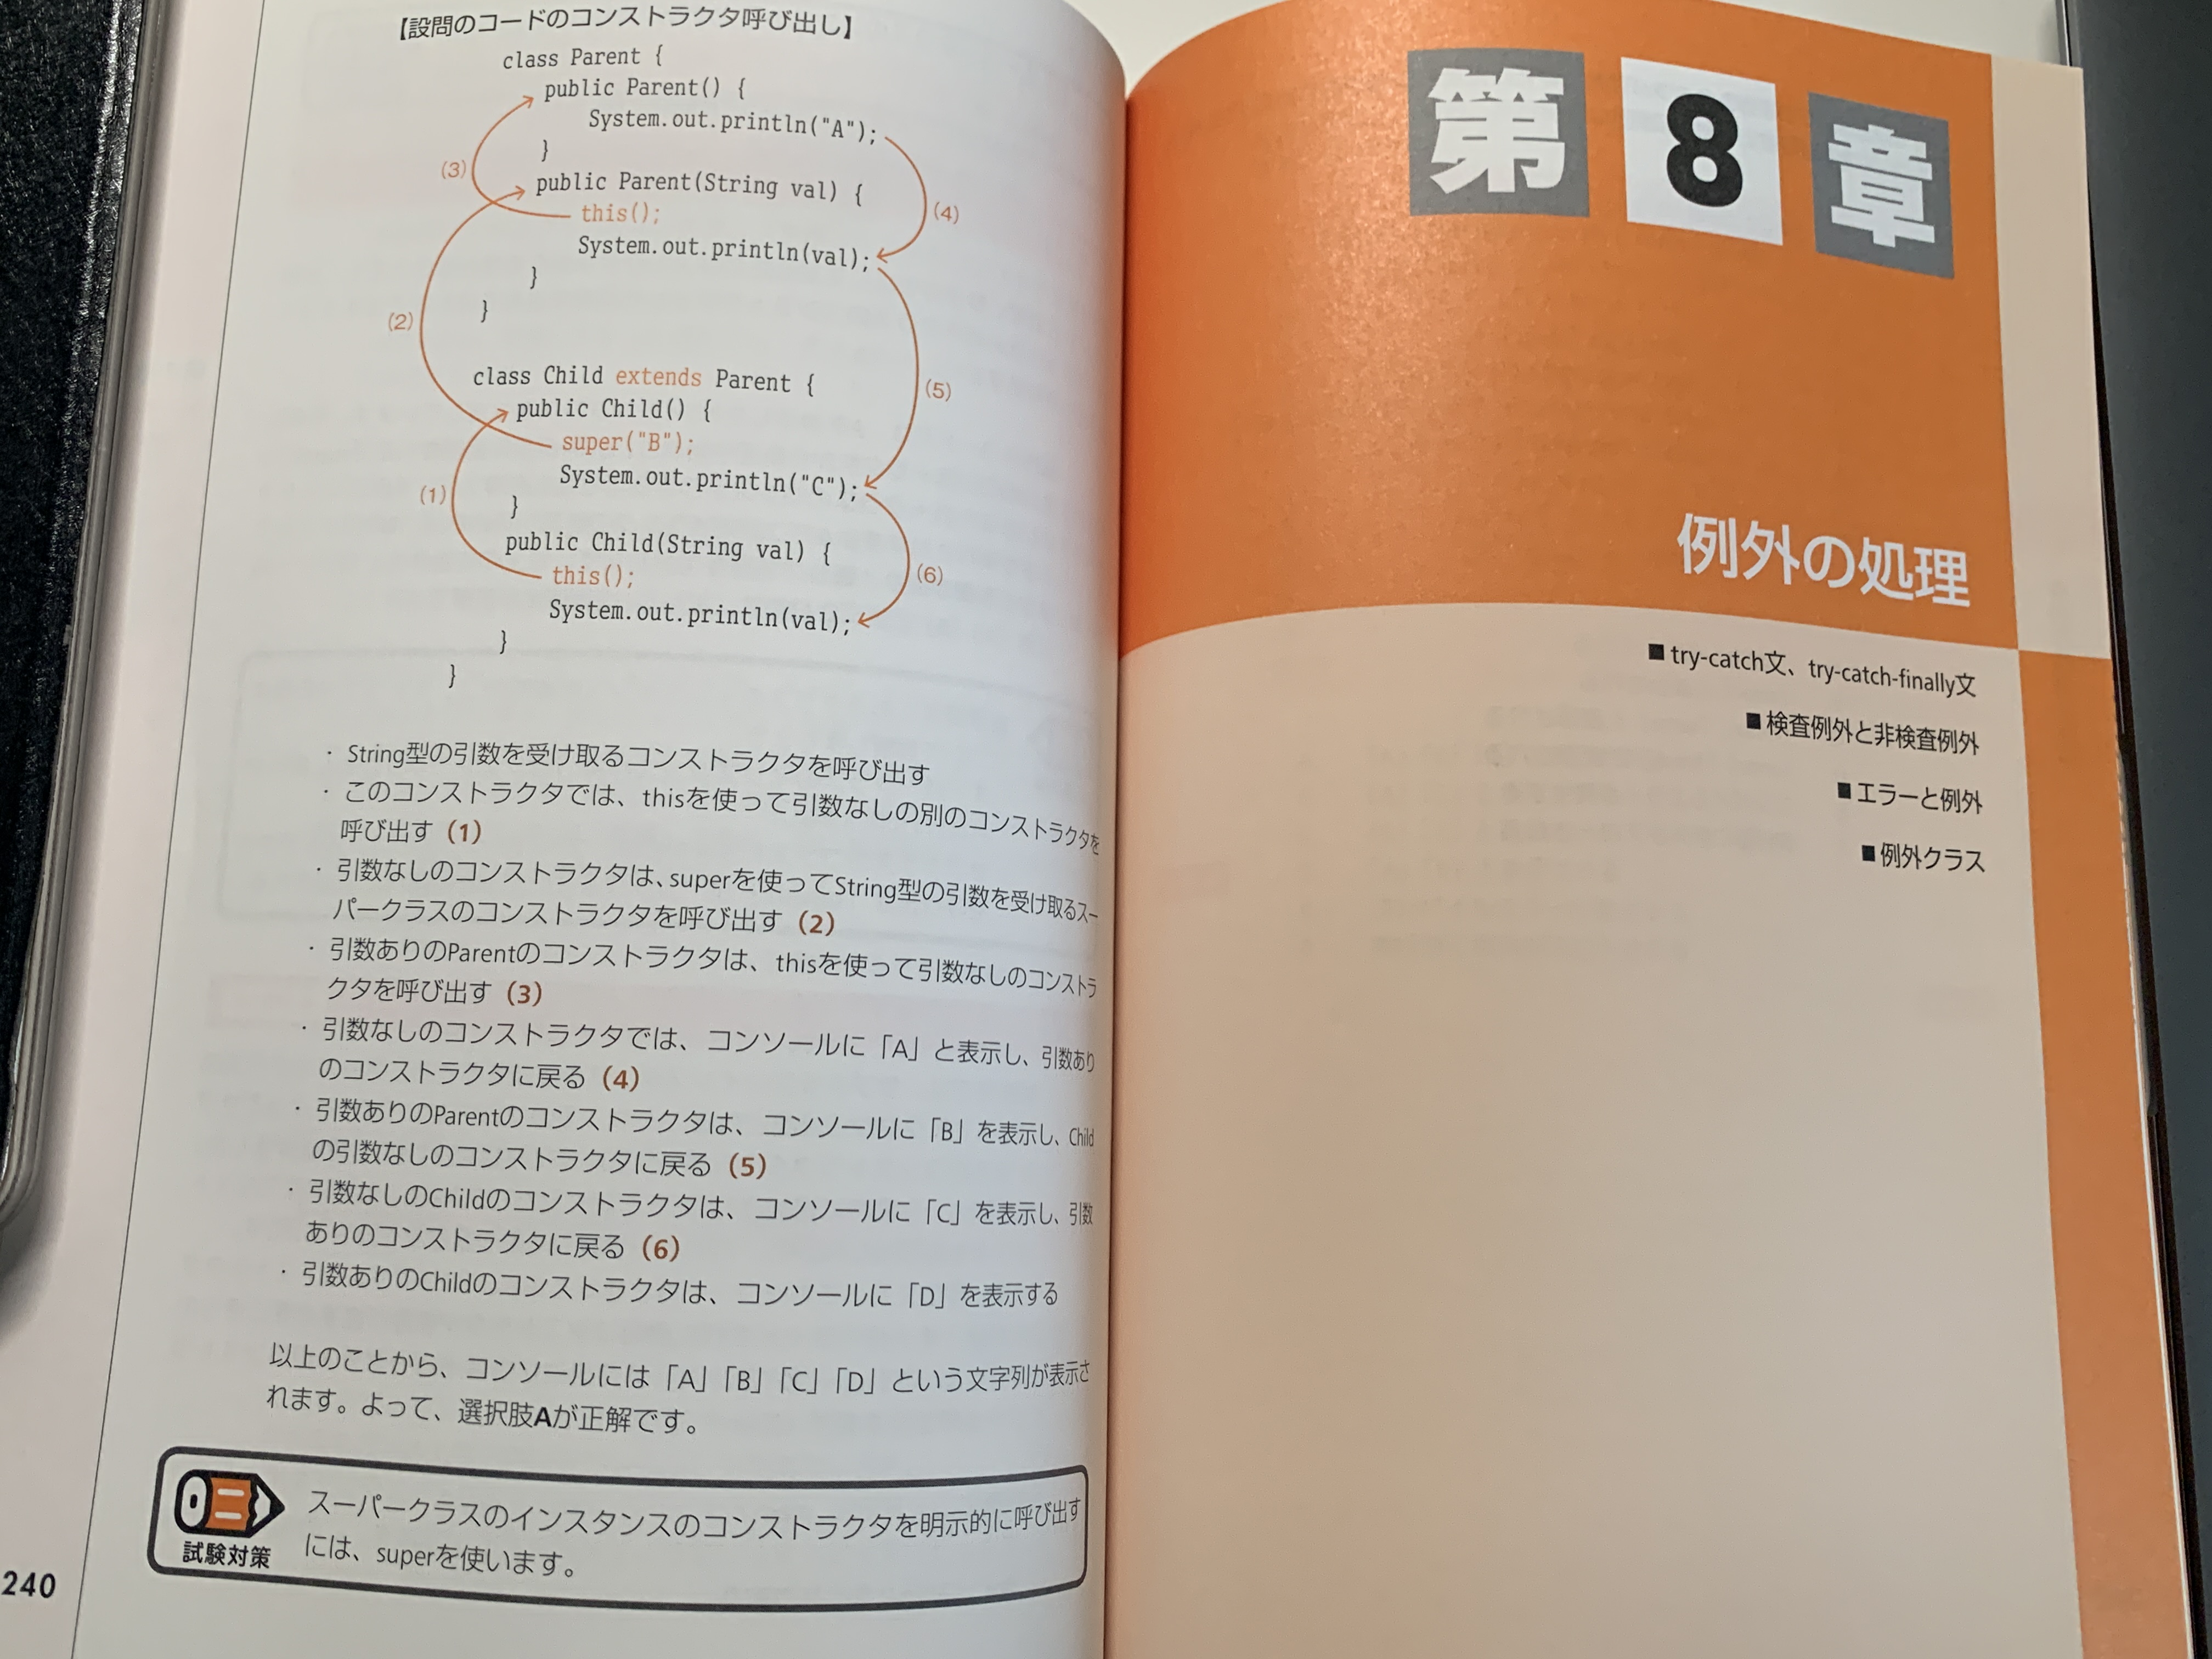 【設問のコードのコンストラクタ呼び出し】
class Parent {
public Parent() {
System.out.println("A");
}
(3)
public Parent(String val) {
this();
(4)
System.out.println(val);
}
}
(2)
class Child extends Parent {
(5)
public Child() {
super("B");
System.out.println("C");
(1)
}
public Child(String val) {
this();
(6)
System.out.println(val);
}
}
・String型の引数を受け取るコンストラクタを呼び出す
・このコンストラクタでは、thisを使って引数なしの別のコンストラクタを
呼び出す (1)
・引数なしのコンストラクタは、superを使ってString型の引数を受け取るスー
パークラスのコンストラクタを呼び出す (2)
・引数ありのParentのコンストラクタは、thisを使って引数なしのコンストラ
クタを呼び出す (3)
・引数なしのコンストラクタでは、コンソールに「A」と表示し、引数あり
のコンストラクタに戻る (4)
・引数ありのParentのコンストラクタは、コンソールに「B」を表示し、Child
の引数なしのコンストラクタに戻る (5)
・引数なしのChildのコンストラクタは、コンソールに「C」を表示し、引数
ありのコンストラクタに戻る (6)
・引数ありのChildのコンストラクタは、コンソールに「D」を表示する
以上のことから、コンソールには「A」「B」「C」「D」という文字列が表示さ
れます。よって、選択肢Aが正解です。
試験対策
スーパークラスのインスタンスのコンストラクタを明示的に呼び出す
には、superを使います。
240
第8章
例外の処理
■ try-catch文、try-catch-finally文
■ 検査例外と非検査例外
■ エラーと例外
■ 例外クラス